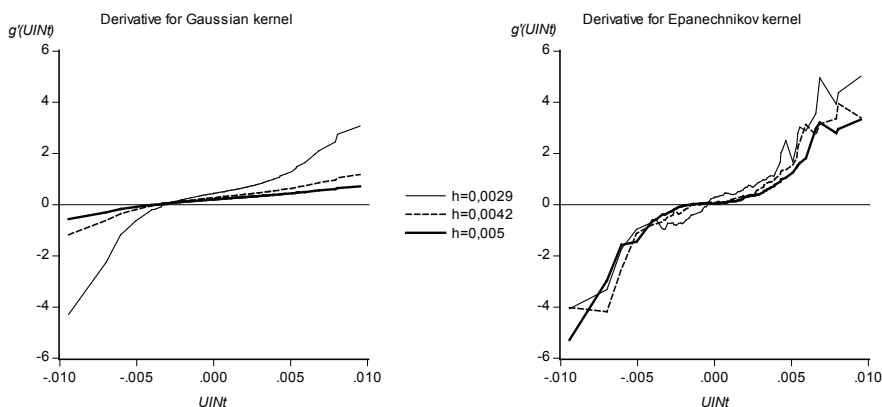 Derivative for Gaussian kernel
g'(UINt)
6
4
2
0
-2
-4
-6
-.010
-.005
.000
.005
.010
UINt
h=0,0029
h=0,0042
h=0,005
Derivative for Epanechnikov kernel
g'(UINt)
6
4
2
0
-2
-4
-6
-.010
-.005
.000
.005
.010
UINt